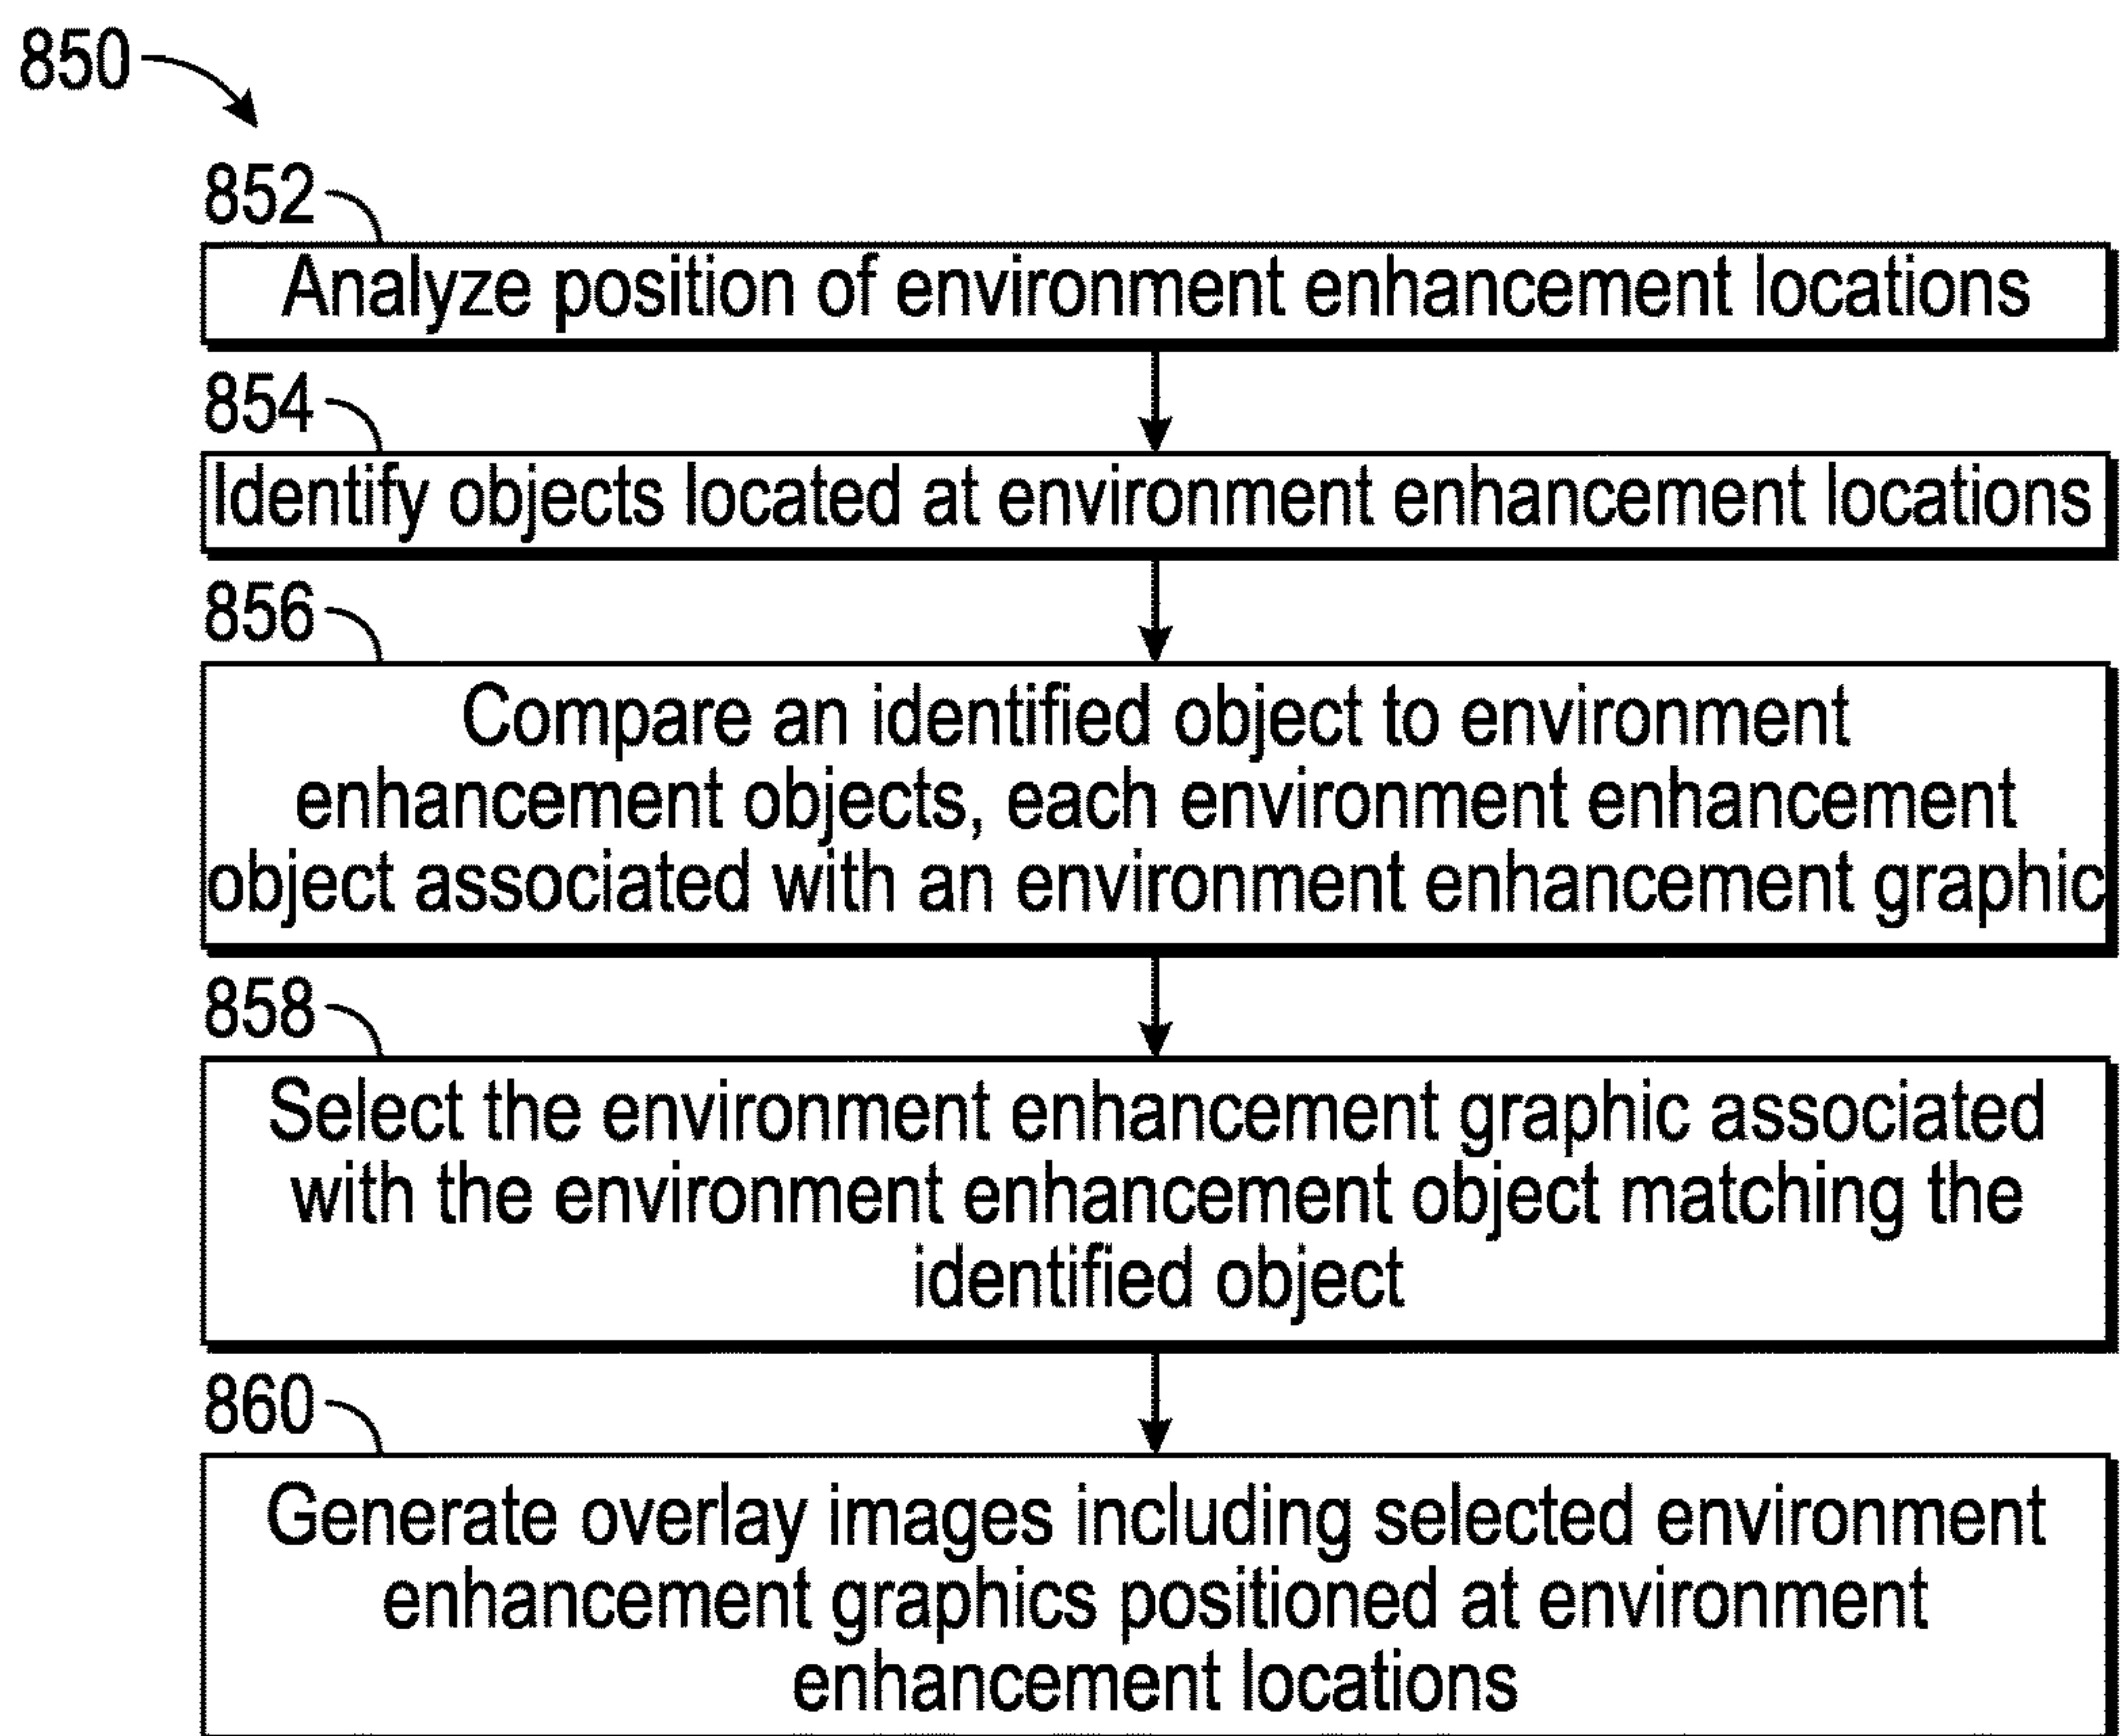 850
852
Analyze position of environment enhancement locations
854
Identify objects located at environment enhancement locations
856
Compare an identified object to environment
enhancement objects, each environment enhancement
object associated with an environment enhancement graphic
858
Select the environment enhancement graphic associated
with the environment enhancement object matching the
identified object
860
Generate overlay images including selected environment
enhancement graphics positioned at environment
enhancement locations